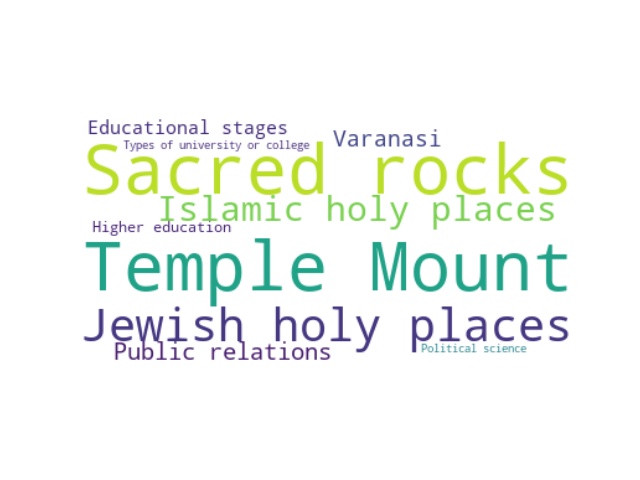 Educational stages
Types of university or college
Varanasi
Sacred rocks
Islamic holy places
Higher education
Temple Mount
Jewish holy places
Public relations
Political science